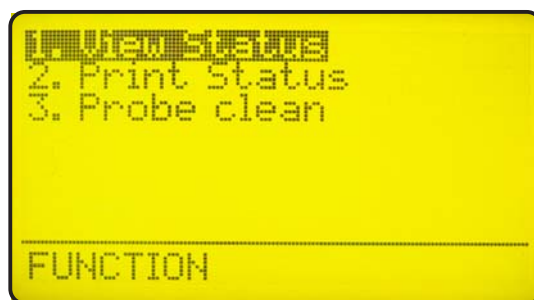 1. View Status
2. Print Status
3. Probe clean
FUNCTION